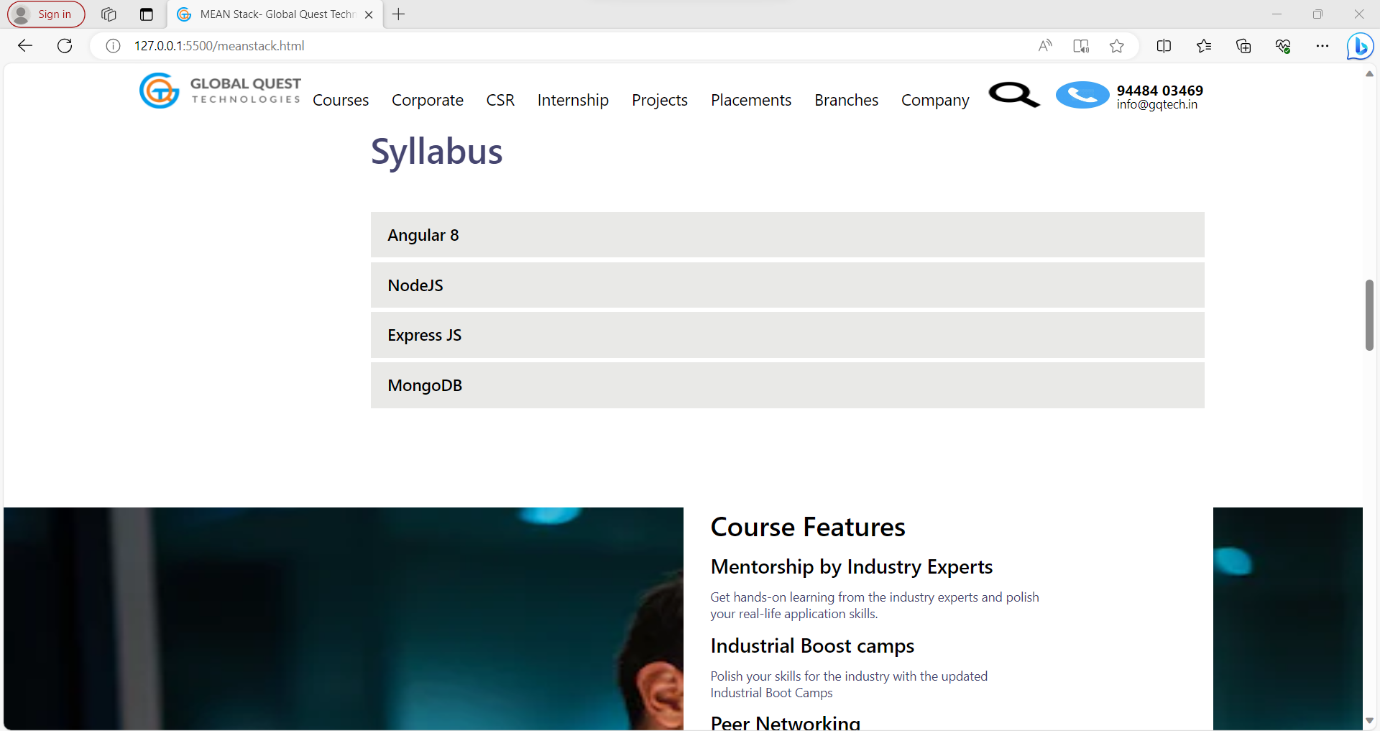 Sign in
MEAN Stack- Global Quest Techn
127.0.0.1:5500/meanstack.html
GLOBAL QUEST
TECHNOLOGIES
Courses Corporate CSR Internship Projects Placements Branches Company
94484 03469
info@gqtech.in
Syllabus
Angular 8
NodeJS
Express JS
MongoDB
Course Features
Mentorship by Industry Experts
Get hands-on learning from the industry experts and polish
your real-life application skills.
Industrial Boost camps
Polish your skills for the industry with the updated
Industrial Boot Camps
Peer Networking